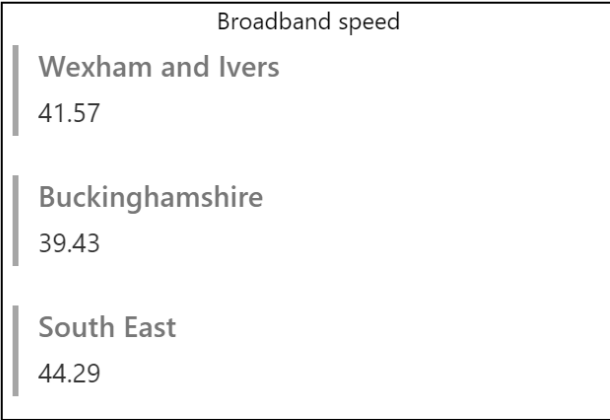 Broadband speed
Wexham and Ivers
41.57
Buckinghamshire
39.43
South East
44.29